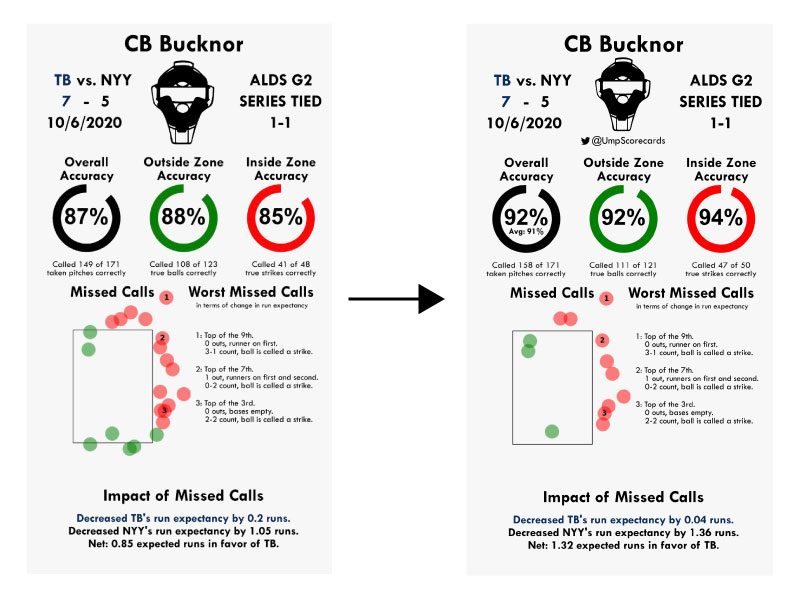 CB Bucknor
TB vs. NYY
7 - 5
10/6/2020
ALDS G2
SERIES TIED
1-1
Overall
Accuracy
87%
Called 149 of 171
taken pitches correctly
Outside Zone
Accuracy
88%
Called 108 of 123
true balls correctly
Inside Zone
Accuracy
85%
Called 41 of 48
true strikes correctly
Missed Calls
1
2
3
Worst Missed Calls
in terms of change in run expectancy
1: Top of the 9th.
0 outs, runner on first.
3-1 count, ball is called a strike.
2: Top of the 7th.
1 out, runners on first and second.
0-2 count, ball is called a strike.
3: Top of the 3rd.
0 outs, bases empty.
2-2 count, ball is called a strike.
Impact of Missed Calls
Decreased TB's run expectancy by 0.2 runs.
Decreased NYY's run expectancy by 1.05 runs.
Net: 0.85 expected runs in favor of TB.
CB Bucknor
TB vs. NYY
7 - 5
10/6/2020
@UmpScorecards
ALDS G2
SERIES TIED
1-1
Overall
Accuracy
92%
Avg: 91%
Called 158 of 171
taken pitches correctly
Outside Zone
Accuracy
92%
Called 111 of 121
true balls correctly
Inside Zone
Accuracy
94%
Called 47 of 50
true strikes correctly
Missed Calls
1
2
3
Worst Missed Calls
in terms of change in run expectancy
1: Top of the 9th.
0 outs, runner on first.
3-1 count, ball is called a strike.
2: Top of the 7th.
1 out, runners on first and second.
0-2 count, ball is called a strike.
3: Top of the 3rd.
0 outs, bases empty.
2-2 count, ball is called a strike.
Impact of Missed Calls
Decreased TB's run expectancy by 0.04 runs.
Decreased NYY's run expectancy by 1.36 runs.
Net: 1.32 expected runs in favor of TB.